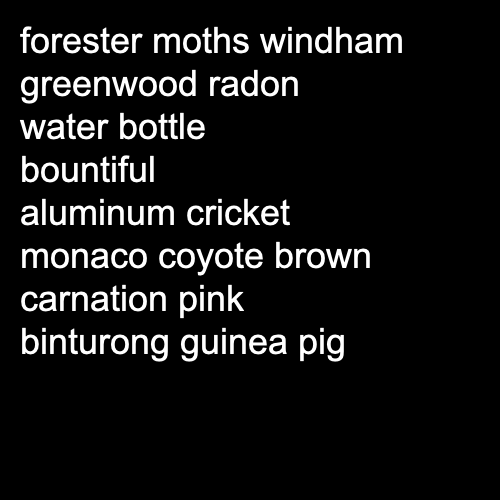 forester moths windham
greenwood radon
water bottle
bountiful
aluminum cricket
monaco coyote brown
carnation pink
binturong guinea pig